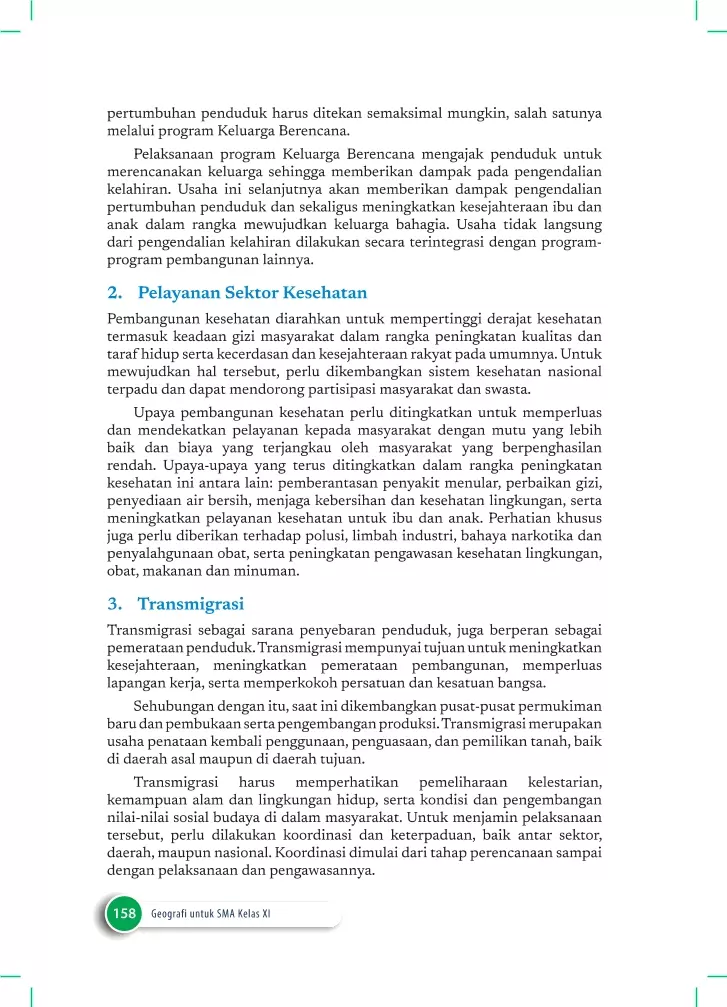 pertumbuhan penduduk harus ditekan semaksimal mungkin, salah satunya
melalui program Keluarga Berencana.
Pelaksanaan program Keluarga Berencana mengajak penduduk untuk
merencanakan keluarga sehingga memberikan dampak pada pengendalian
kelahiran. Usaha ini selanjutnya akan memberikan dampak pengendalian
pertumbuhan penduduk dan sekaligus meningkatkan kesejahteraan ibu dan
anak dalam rangka mewujudkan keluarga bahagia. Usaha tidak langsung
dari pengendalian kelahiran dilakukan secara terintegrasi dengan program-
program pembangunan lainnya.
2. Pelayanan Sektor Kesehatan
Pembangunan kesehatan diarahkan untuk mempertinggi derajat kesehatan
termasuk keadaan gizi masyarakat dalam rangka peningkatan kualitas dan
taraf hidup serta kecerdasan dan kesejahteraan rakyat pada umumnya. Untuk
mewujudkan hal tersebut, perlu dikembangkan sistem kesehatan nasional
terpadu dan dapat mendorong partisipasi masyarakat dan swasta.
Upaya pembangunan kesehatan perlu ditingkatkan untuk memperluas
dan mendekatkan pelayanan kepada masyarakat dengan mutu yang lebih
baik dan biaya yang terjangkau oleh masyarakat yang berpenghasilan
rendah. Upaya-upaya yang terus ditingkatkan dalam rangka peningkatan
kesehatan ini antara lain: pemberantasan penyakit menular, perbaikan gizi,
penyediaan air bersih, menjaga kebersihan dan kesehatan lingkungan, serta
meningkatkan pelayanan kesehatan untuk ibu dan anak. Perhatian khusus
juga perlu diberikan terhadap polusi, limbah industri, bahaya narkotika dan
penyalahgunaan obat, serta peningkatan pengawasan kesehatan lingkungan,
obat, makanan dan minuman.
3. Transmigrasi
Transmigrasi sebagai sarana penyebaran penduduk, juga berperan sebagai
pemerataan penduduk. Transmigrasi mempunyai tujuan untuk meningkatkan
kesejahteraan, meningkatkan pemerataan pembangunan, memperluas
lapangan kerja, serta memperkokoh persatuan dan kesatuan bangsa.
Sehubungan dengan itu, saat ini dikembangkan pusat-pusat permukiman
baru dan pembukaan serta pengembangan produksi. Transmigrasi merupakan
usaha penataan kembali penggunaan, penguasaan, dan pemilikan tanah, baik
di daerah asal maupun di daerah tujuan.
Transmigrasi harus memperhatikan pemeliharaan kelestarian,
kemampuan alam dan lingkungan hidup, serta kondisi dan pengembangan
nilai-nilai sosial budaya di dalam masyarakat. Untuk menjamin pelaksanaan
tersebut, perlu dilakukan koordinasi dan keterpaduan, baik antar sektor,
daerah, maupun nasional. Koordinasi dimulai dari tahap perencanaan sampai
dengan pelaksanaan dan pengawasannya.
158 Geografi untuk SMA Kelas XI